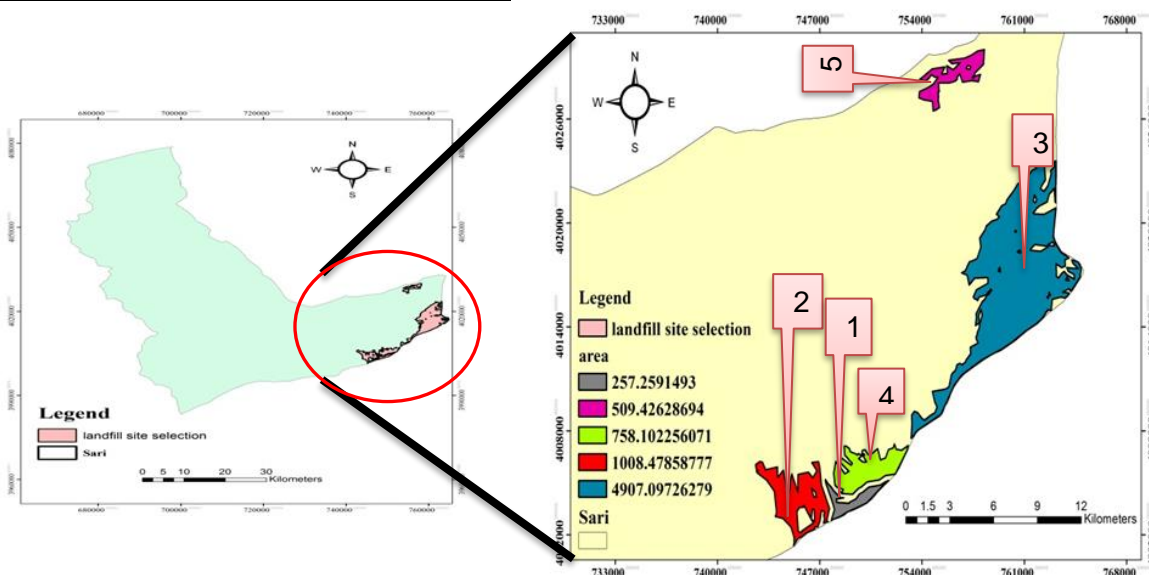 680000 700000 720000 740000 760000
N
W E
S
Legend
landfill site selection
Sari
0 5 10 20 30
Kilometers
680000 700000 720000 740000 760000
733000 740000 747000 754000 761000 768000
N
W E
S
5
3
2
1
4
4026000
4020000
4014000
4008000
4002000
Legend
landfill site selection
area
257.2591493
509.42628694
758.102256071
1008.47858777
4907.09726279
Sari
0 1.5 3 6 9 12
Kilometers
733000 740000 747000 754000 761000 768000